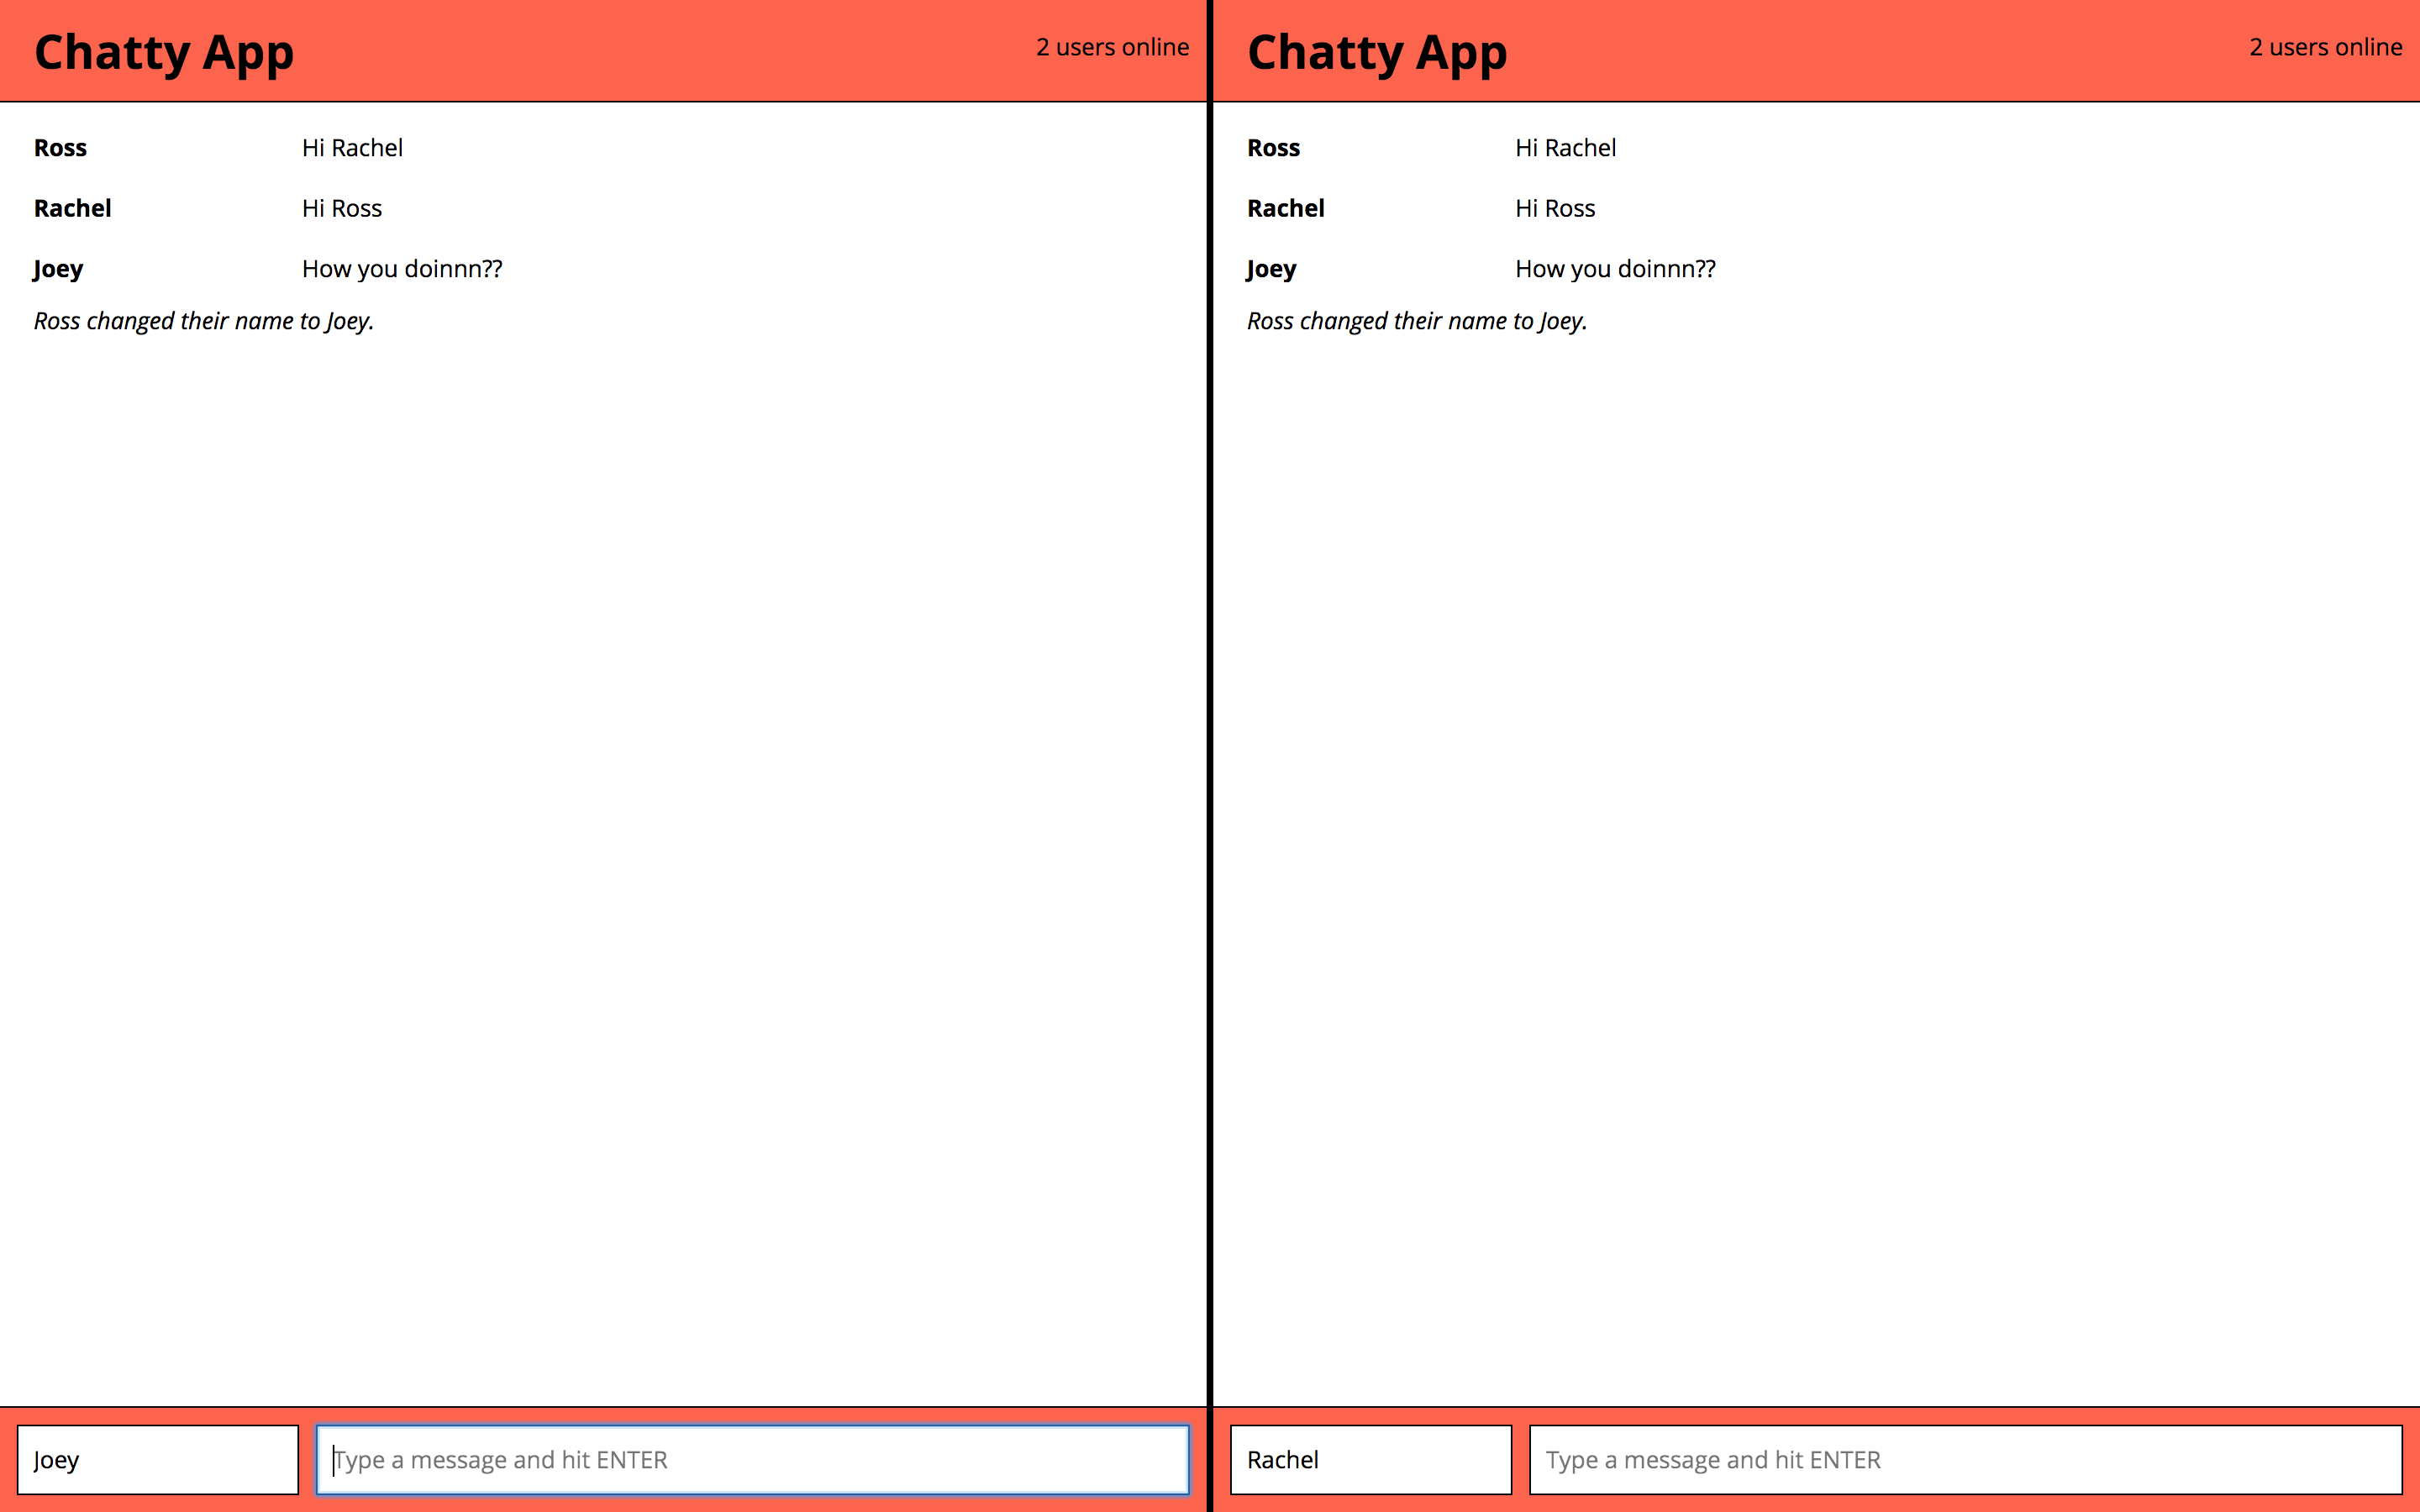 Chatty App
2 users online
Ross Hi Rachel
Rachel Hi Ross
Joey How you doinnn??
Ross changed their name to Joey.
Joey
Type a message and hit ENTER
Chatty App
2 users online
Ross Hi Rachel
Rachel Hi Ross
Joey How you doinnn??
Ross changed their name to Joey.
Rachel
Type a message and hit ENTER